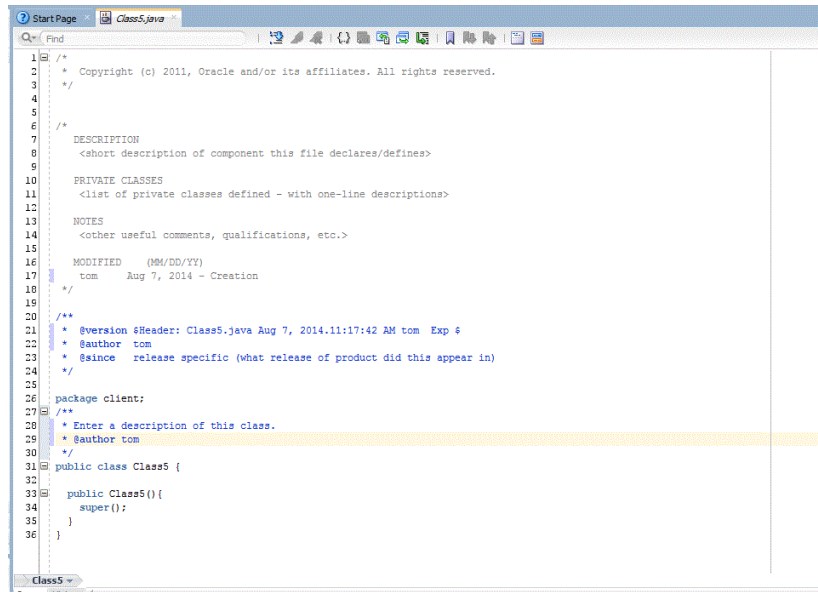 Start Page
Class5.java
Find
1 /*
2 * Copyright (c) 2011, Oracle and/or its affiliates. All rights reserved.
3 */
4
5
6 /*
7 DESCRIPTION
8 <short description of component this file declares/defines>
9
10 PRIVATE CLASSES
11 <list of private classes defined - with one-line descriptions>
12
13 NOTES
14 <other useful comments, qualifications, etc.>
15
16 MODIFIED (MM/DD/YY)
17 tom Aug 7, 2014 - Creation
18 */
19
20 /**
21 * @version $Header: Class5.java Aug 7, 2014.11:17:42 AM tom Exp $
22 * @author tom
23 * @since release specific (what release of product did this appear in)
24 */
25
26 package client;
27 /**
28 * Enter a description of this class.
29 * @author tom
30 */
31 public class Class5 {
32
33 public Class5(){
34 super();
35 }
36 }
Class5